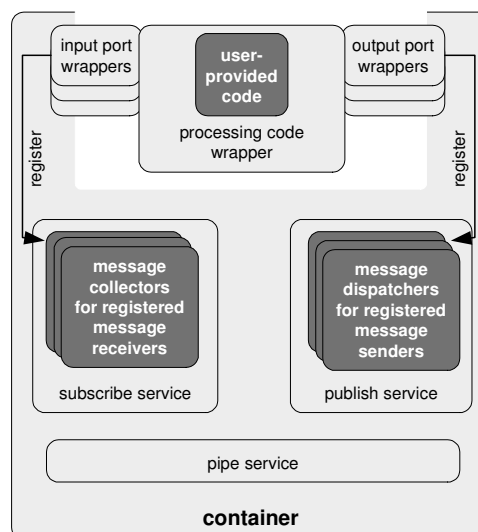 input port
wrappers
user-
provided
code
output port
wrappers
processing code
wrapper
register
register
message
collectors
for registered
message
receivers
message
dispatchers
for registered
message
senders
subscribe service
publish service
pipe service
container